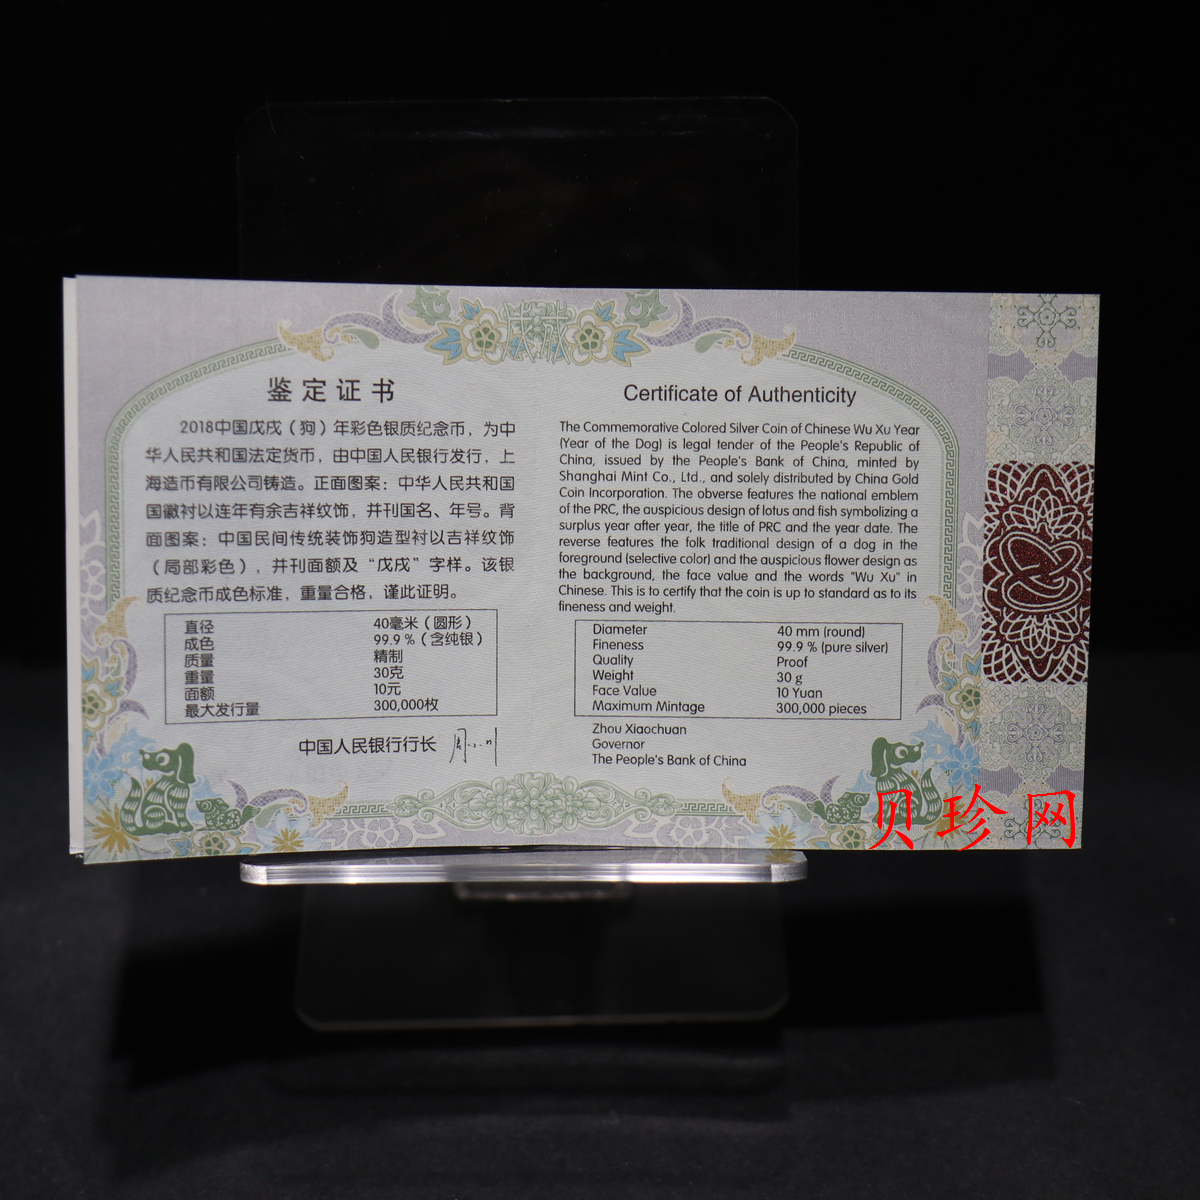 戊戌
鉴定证书
2018中国戊戌（狗）年彩色银质纪念币，为中
华人民共和国法定货币，由中国人民银行发行，上
海造币有限公司铸造。正面图案：中华人民共和国
国徽衬以连年有余吉祥纹饰，并刊国名、年号。背
面图案：中国民间传统装饰狗造型衬以吉祥纹饰
（局部彩色），并刊面额及“戊戌”字样。该银
质纪念币成色标准，重量合格，谨此证明。
直径 40毫米（圆形）
成色 99.9 %（含纯银）
质量 精制
重量 30克
面额 10元
最大发行量 300,000枚
中国人民银行行长
Certificate of Authenticity
The Commemorative Colored Silver Coin of Chinese Wu Xu Year
(Year of the Dog) is legal tender of the People's Republic of
China, issued by the People's Bank of China, minted by
Shanghai Mint Co., Ltd., and solely distributed by China Gold
Coin Incorporation. The obverse features the national emblem
of the PRC, the auspicious design of lotus and fish symbolizing a
surplus year after year, the title of PRC and the year date. The
reverse features the folk traditional design of a dog in the
foreground (selective color) and the auspicious flower design as
the background, the face value and the words "Wu Xu" in
Chinese. This is to certify that the coin is up to standard as to its
fineness and weight.
Diameter 40 mm (round)
Fineness 99.9 % (pure silver)
Quality Proof
Weight 30 g
Face Value 10 Yuan
Maximum Mintage 300,000 pieces
Zhou Xiaochuan
Governor
The People's Bank of China
贝珍网